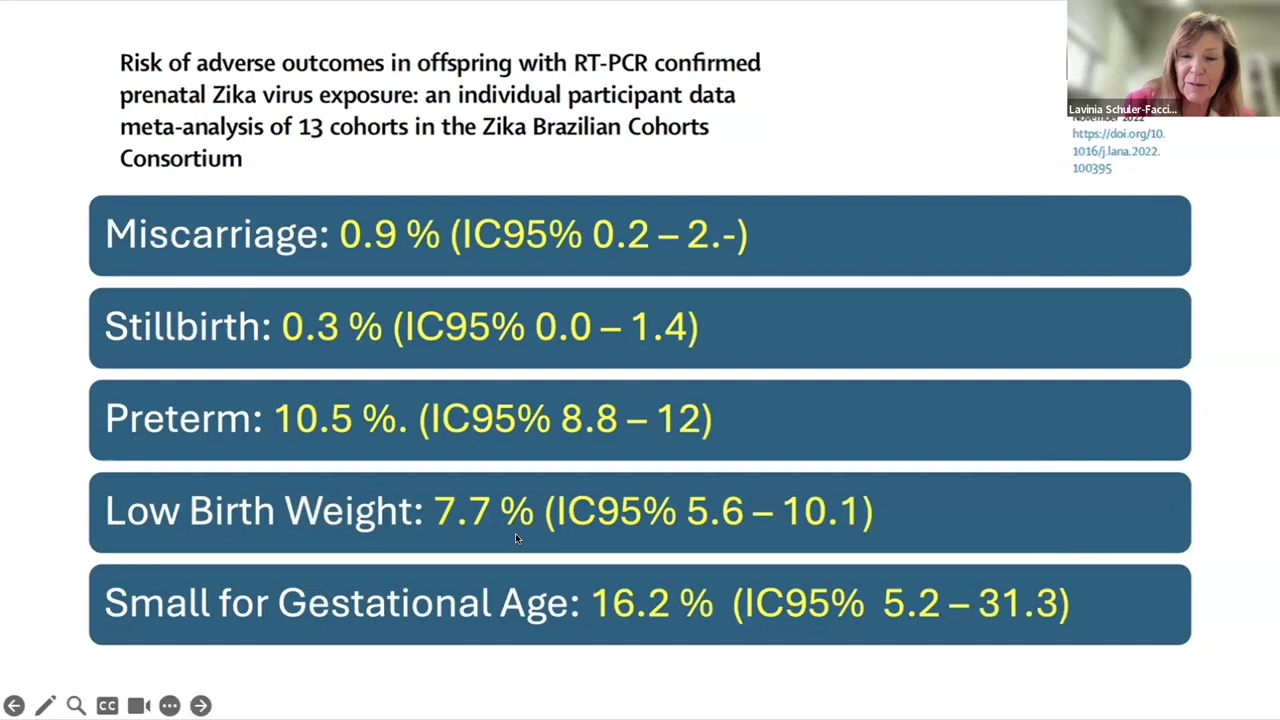 Risk of adverse outcomes in offspring with RT-PCR confirmed
prenatal Zika virus exposure: an individual participant data
meta-analysis of 13 cohorts in the Zika Brazilian Cohorts
Consortium
Lavinia Schuler-Facci...
November 2022
https://doi.org/10.
1016/j.lana.2022.
100395
Miscarriage: 0.9 % (IC95% 0.2 – 2.-)
Stillbirth: 0.3 % (IC95% 0.0 – 1.4)
Preterm: 10.5 %. (IC95% 8.8 – 12)
Low Birth Weight: 7.7 % (IC95% 5.6 – 10.1)
Small for Gestational Age: 16.2 % (IC95% 5.2 – 31.3)
CC